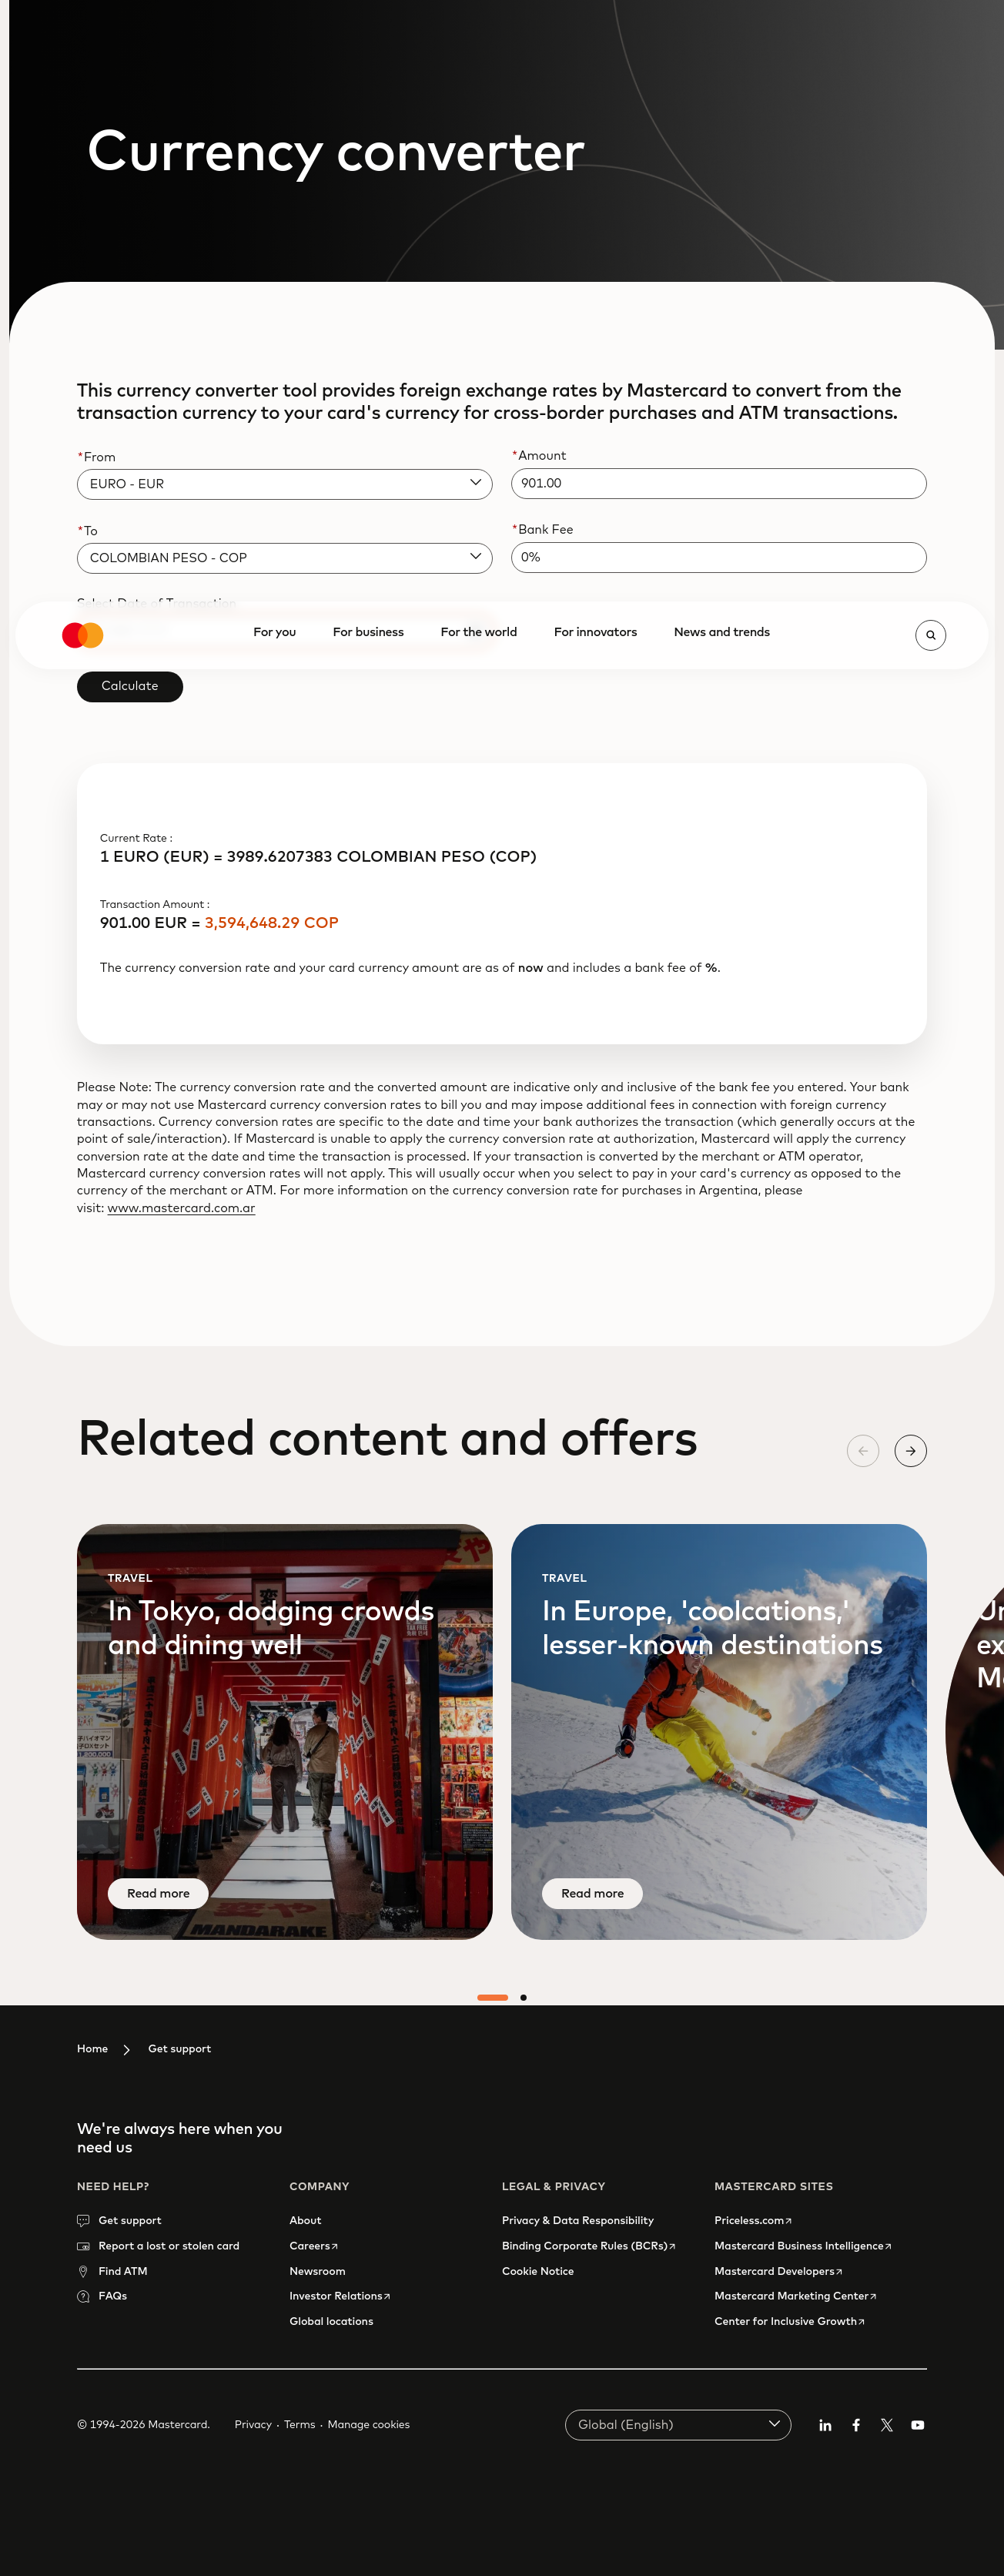 Currency converter
This currency converter tool provides foreign exchange rates by Mastercard to convert from the
transaction currency to your card's currency for cross-border purchases and ATM transactions.
*From
EURO - EUR
*Amount
901.00
*To
COLOMBIAN PESO - COP
*Bank Fee
0%
Select Date of Transaction
For you
For business
For the world
For innovators
News and trends
Calculate
Current Rate :
1 EURO (EUR) = 3989.6207383 COLOMBIAN PESO (COP)
Transaction Amount :
901.00 EUR = 3,594,648.29 COP
The currency conversion rate and your card currency amount are as of now and includes a bank fee of %.
Please Note: The currency conversion rate and the converted amount are indicative only and inclusive of the bank fee you entered. Your bank
may or may not use Mastercard currency conversion rates to bill you and may impose additional fees in connection with foreign currency
transactions. Currency conversion rates are specific to the date and time your bank authorizes the transaction (which generally occurs at the
point of sale/interaction). If Mastercard is unable to apply the currency conversion rate at authorization, Mastercard will apply the currency
conversion rate at the date and time the transaction is processed. If your transaction is converted by the merchant or ATM operator,
Mastercard currency conversion rates will not apply. This will usually occur when you select to pay in your card's currency as opposed to the
currency of the merchant or ATM. For more information on the currency conversion rate for purchases in Argentina, please
visit: www.mastercard.com.ar
Related content and offers
TRAVEL
In Tokyo, dodging crowds
and dining well
MANDARAKE
Read more
TRAVEL
In Europe, 'coolcations,'
lesser-known destinations
Read more
Home
Get support
We're always here when you
need us
NEED HELP?
Get support
Report a lost or stolen card
Find ATM
FAQs
COMPANY
About
Careers
Newsroom
Investor Relations
Global locations
LEGAL & PRIVACY
Privacy & Data Responsibility
Binding Corporate Rules (BCRs)
Cookie Notice
MASTERCARD SITES
Priceless.com
Mastercard Business Intelligence
Mastercard Developers
Mastercard Marketing Center
Center for Inclusive Growth
© 1994-2026 Mastercard.
Privacy · Terms · Manage cookies
Global (English)